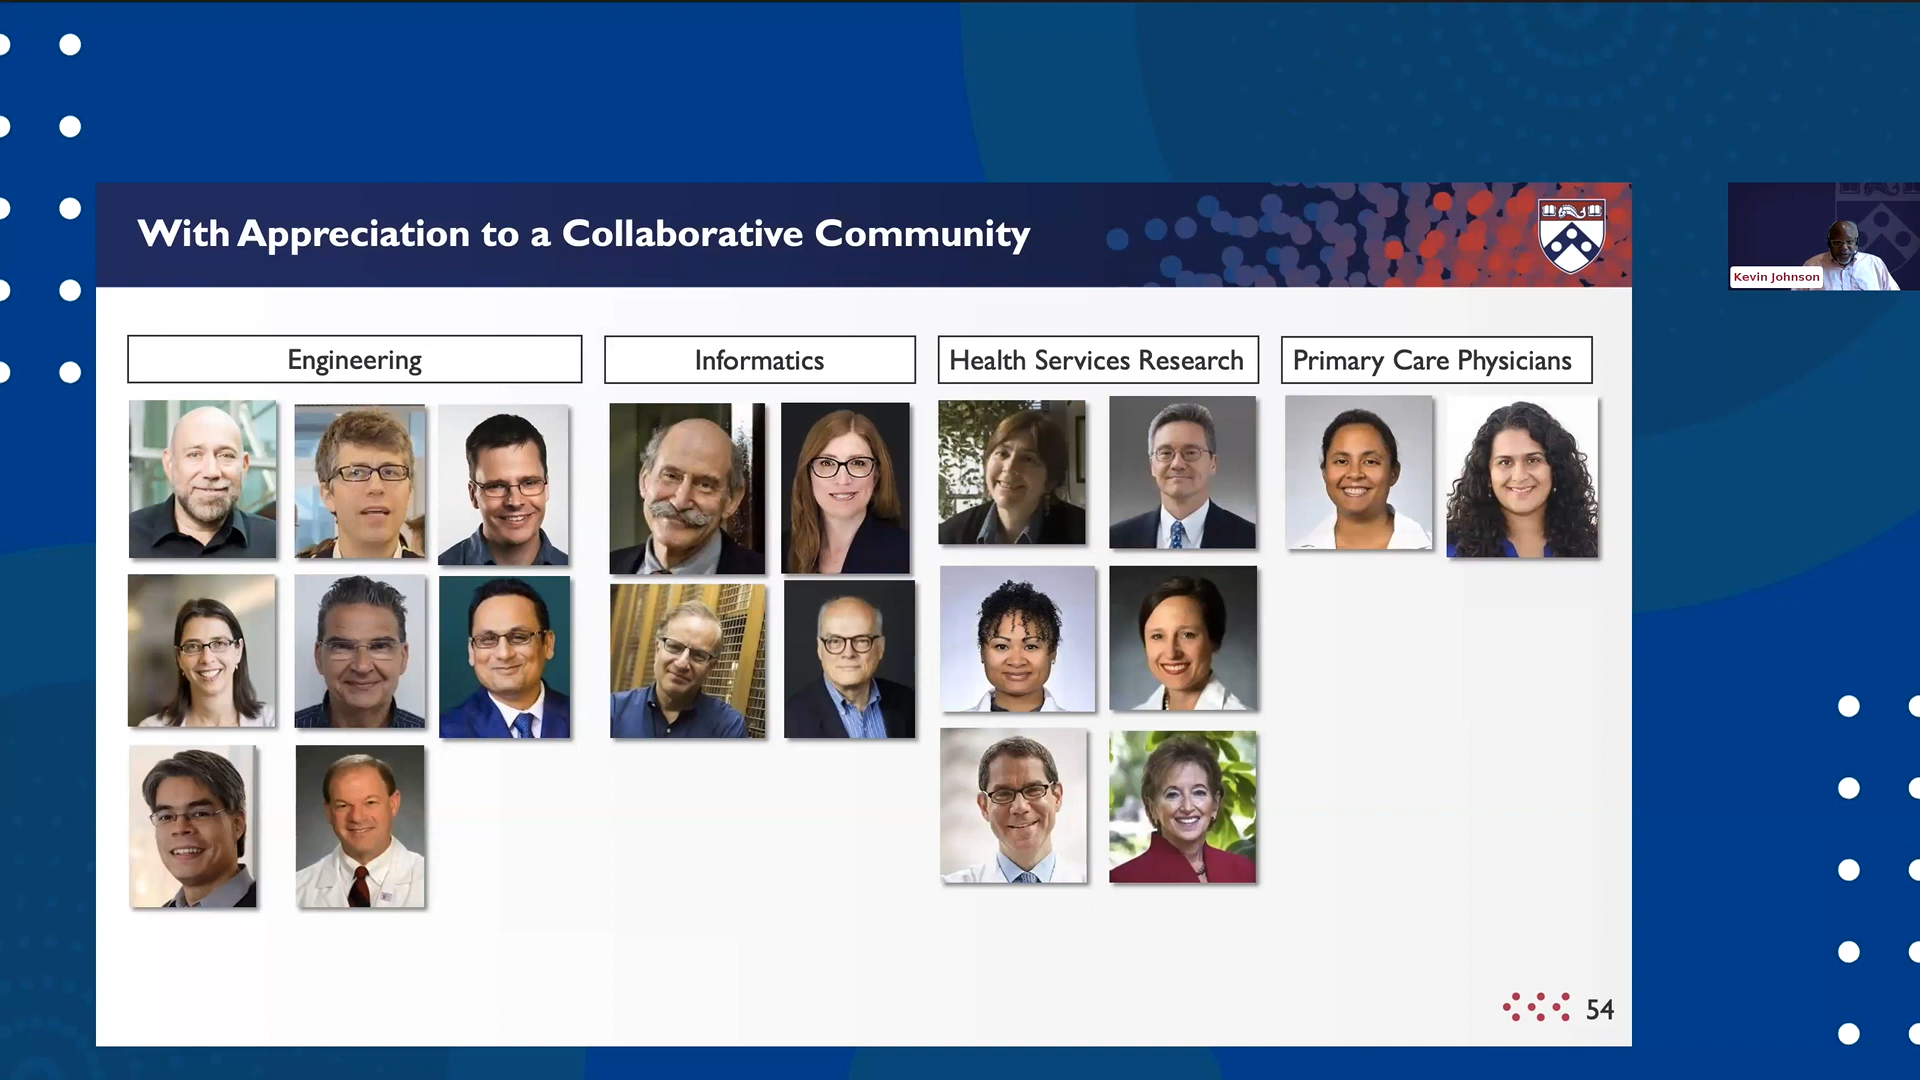 With Appreciation to a Collaborative Community
Kevin Johnson
Engineering
Informatics
Health Services Research
Primary Care Physicians
54